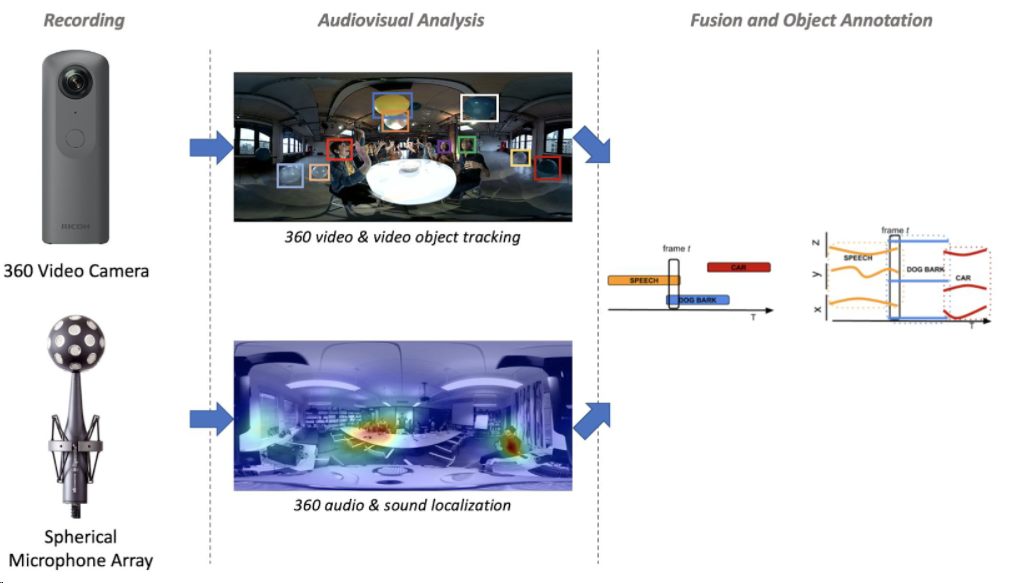 Recording
Audiovisual Analysis
Fusion and Object Annotation
RICOH
360 Video Camera
360 video & video object tracking
frame t
CAR
SPEECH
DOG BARK
T
frame t
z
SPEECH
y
DOG BARK
CAR
x
T
360 audio & sound localization
Spherical
Microphone Array